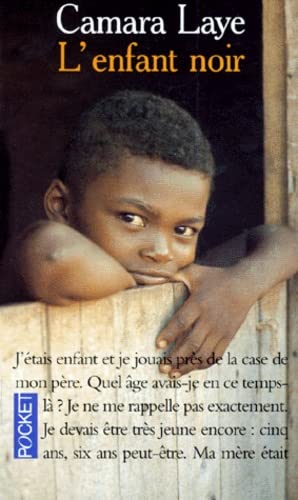 Camara Laye
L'enfant noir
J'étais enfant et je jouais près de la case de
mon père. Quel âge avais-je en ce temps-
là ? Je ne me rappelle pas exactement.
Je devais être très jeune encore : cinq
ans, six ans peut-être. Ma mère était
POCKET